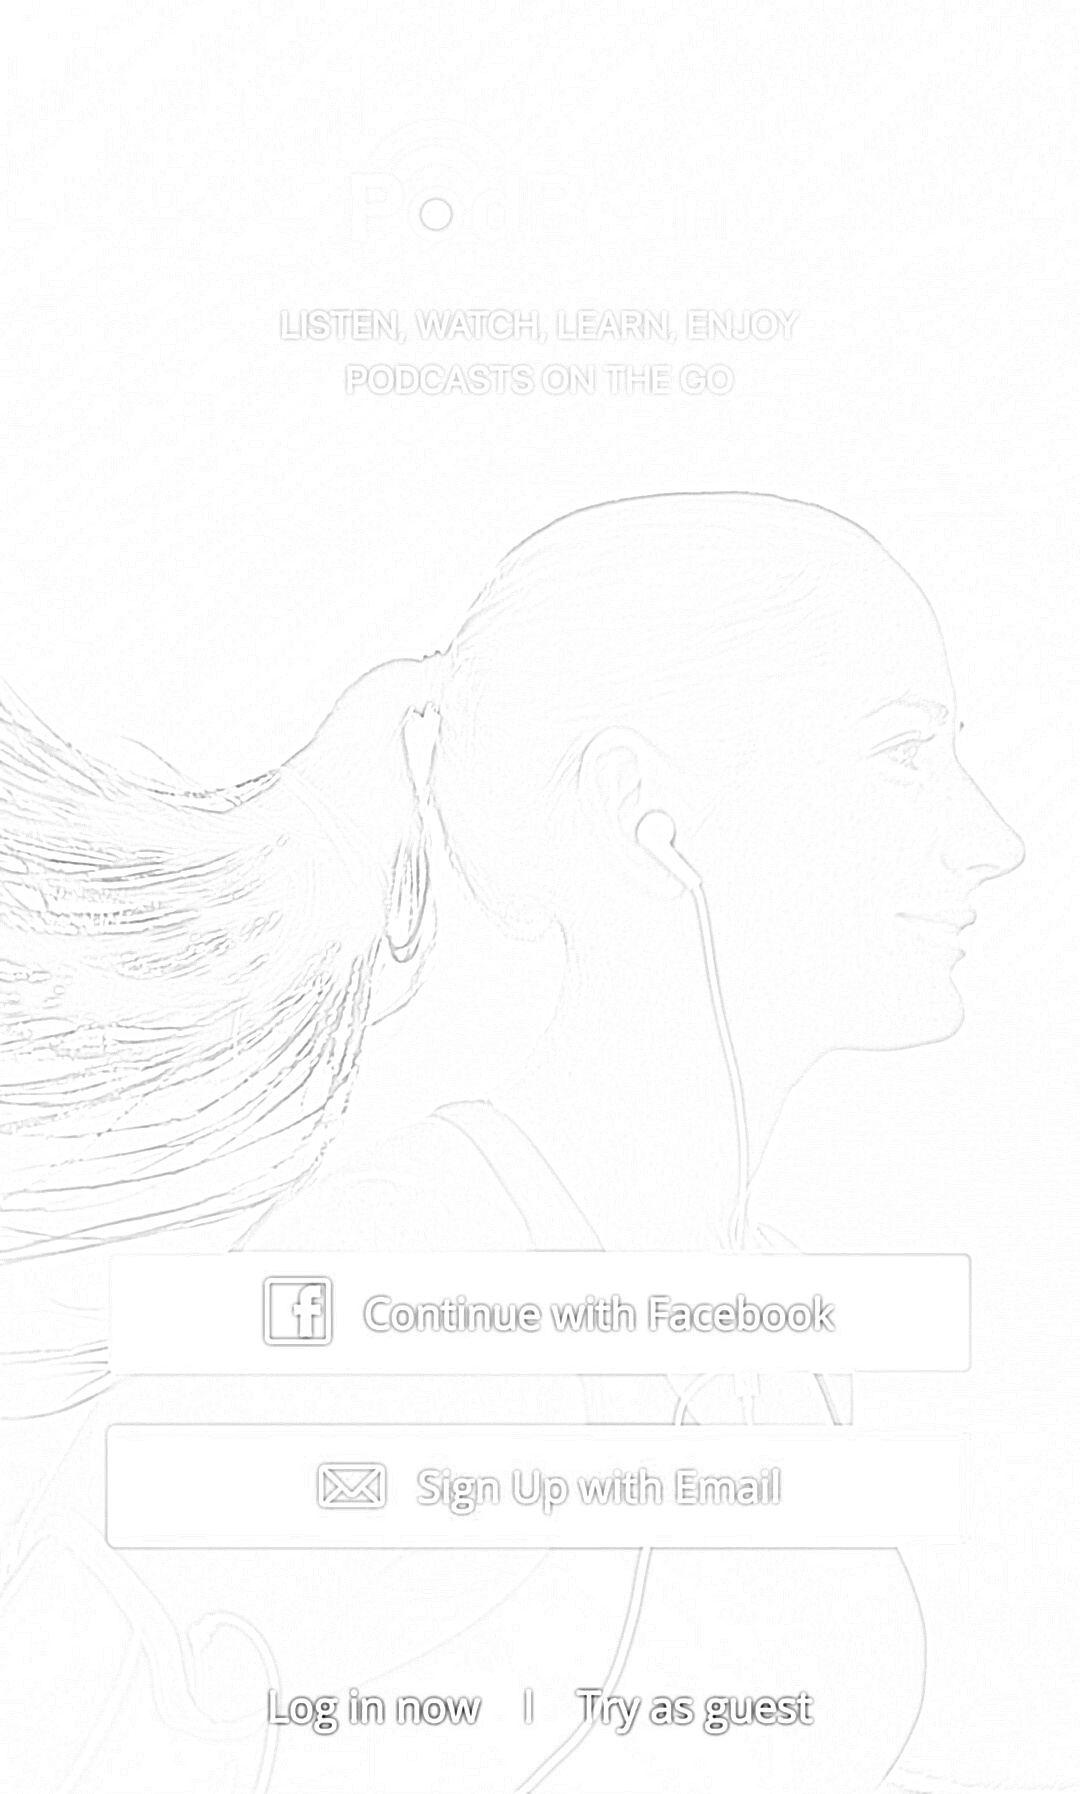 LISTEN, WATCH, LEARN, ENJOY
PODCASTS ON THE GO
Continue with Facebook
Sign Up with Email
Log in now | Try as guest